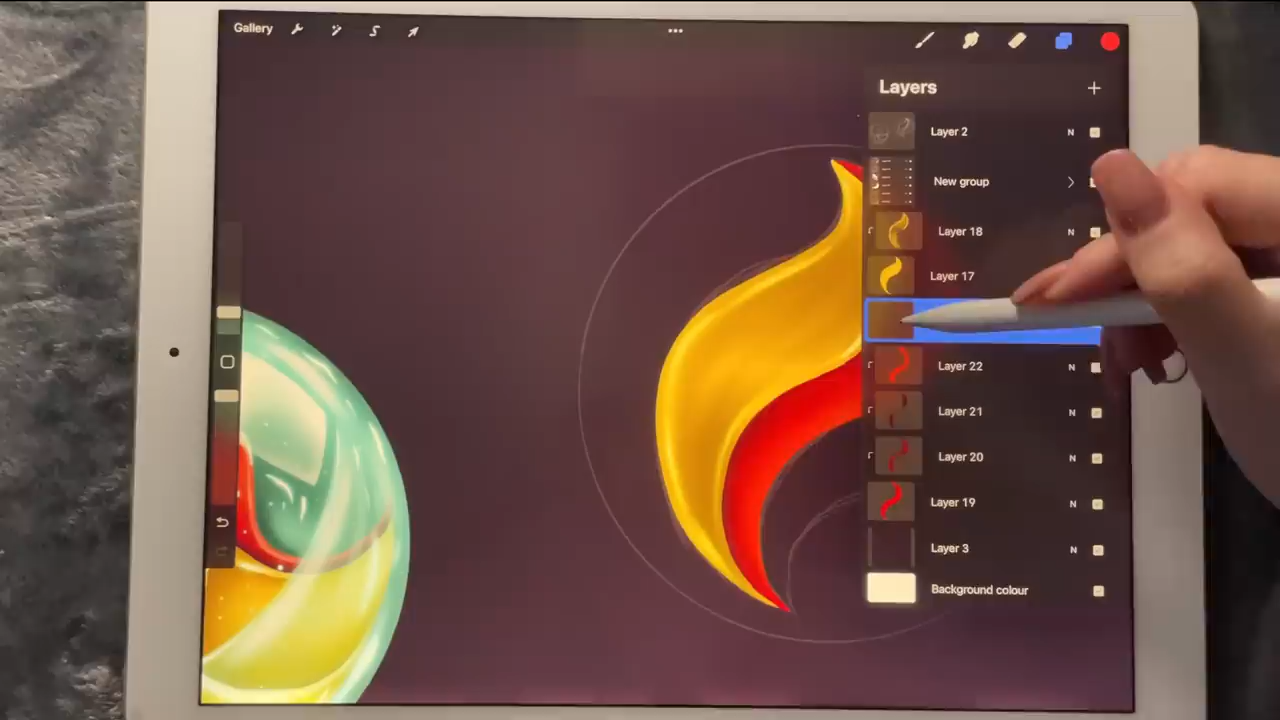 Gallery
Layers
Layer 2 N
New group
Layer 18 N
Layer 17
Layer 22 N
Layer 21 N
Layer 20 N
Layer 19 N
Layer 3 N
Background colour